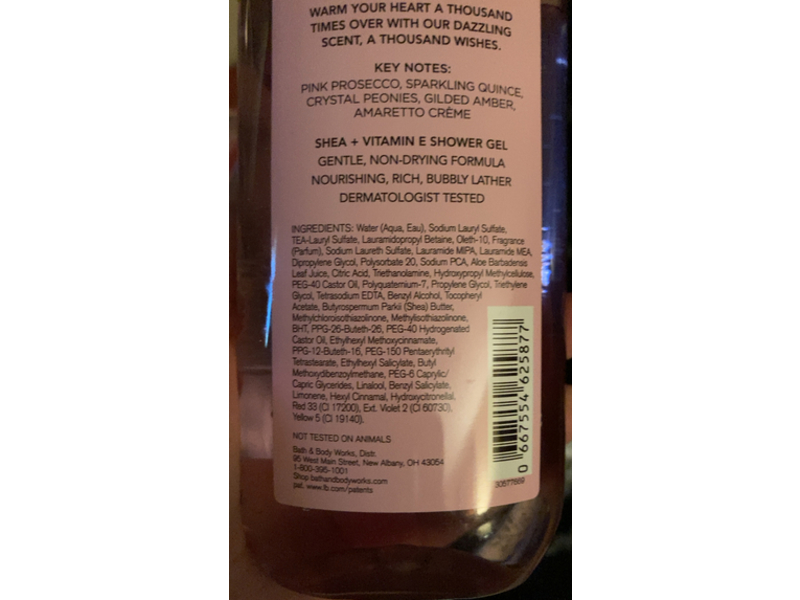 WARM YOUR HEART A THOUSAND
TIMES OVER WITH OUR DAZZLING
SCENT, A THOUSAND WISHES.
KEY NOTES:
PINK PROSECCO, SPARKLING QUINCE,
CRYSTAL PEONIES, GILDED AMBER,
AMARETTO CRÈME
SHEA + VITAMIN E SHOWER GEL
GENTLE, NON-DRYING FORMULA
NOURISHING, RICH, BUBBLY LATHER
DERMATOLOGIST TESTED
INGREDIENTS: Water (Aqua, Eau), Sodium Lauryl Sulfate,
TEA-Lauryl Sulfate, Lauramidopropyl Betaine, Oleth-10, Fragrance
(Parfum), Sodium Laureth Sulfate, Lauramide MIPA, Lauramide MEA,
Dipropylene Glycol, Polysorbate 20, Sodium PCA, Aloe Barbadensis
Leaf Juice, Citric Acid, Triethanolamine, Hydroxypropyl Methylcellulose,
PEG-40 Castor Oil, Polyquaternium-7, Propylene Glycol, Triethylene
Glycol, Tetrasodium EDTA, Benzyl Alcohol, Tocopheryl
Acetate, Butyrospermum Parkii (Shea) Butter,
Methylchloroisothiazolinone, Methylisothiazolinone,
BHT, PPG-26-Buteth-26, PEG-40 Hydrogenated
Castor Oil, Ethylhexyl Methoxycinnamate,
PPG-12-Buteth-16, PEG-150 Pentaerythrityl
Tetrastearate, Ethylhexyl Salicylate, Butyl
Methoxydibenzoylmethane, PEG-6 Caprylic/
Capric Glycerides, Linalool, Benzyl Salicylate,
Limonene, Hexyl Cinnamal, Hydroxycitronellal,
Red 33 (CI 17200), Ext. Violet 2 (CI 60730),
Yellow 5 (CI 19140).
NOT TESTED ON ANIMALS
Bath & Body Works, Distr.
95 West Main Street, New Albany, OH 43054
1-800-395-1001
Shop bathandbodyworks.com
pat. www.lb.com/patents
0 667554 625877